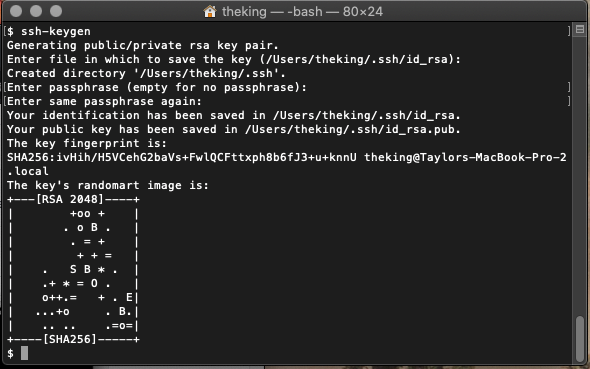 theking — -bash — 80×24
$ ssh-keygen
Generating public/private rsa key pair.
Enter file in which to save the key (/Users/theking/.ssh/id_rsa):
Created directory '/Users/theking/.ssh'.
Enter passphrase (empty for no passphrase):
Enter same passphrase again:
Your identification has been saved in /Users/theking/.ssh/id_rsa.
Your public key has been saved in /Users/theking/.ssh/id_rsa.pub.
The key fingerprint is:
SHA256:ivHih/H5VCehG2baVs+FwlQCFttxph8b6fJ3+u+knnU theking@Taylors-MacBook-Pro-2
.local
The key's randomart image is:
+---[RSA 2048]----+
|        +oo +    |
|       . o B .   |
|        . = +    |
|         + + =   |
|    .   S B * .  |
|    .+ * = O .   |
|    o++.=   + . E|
|   ...+o     . B.|
|    .. ..    .=o=|
+----[SHA256]-----+
$